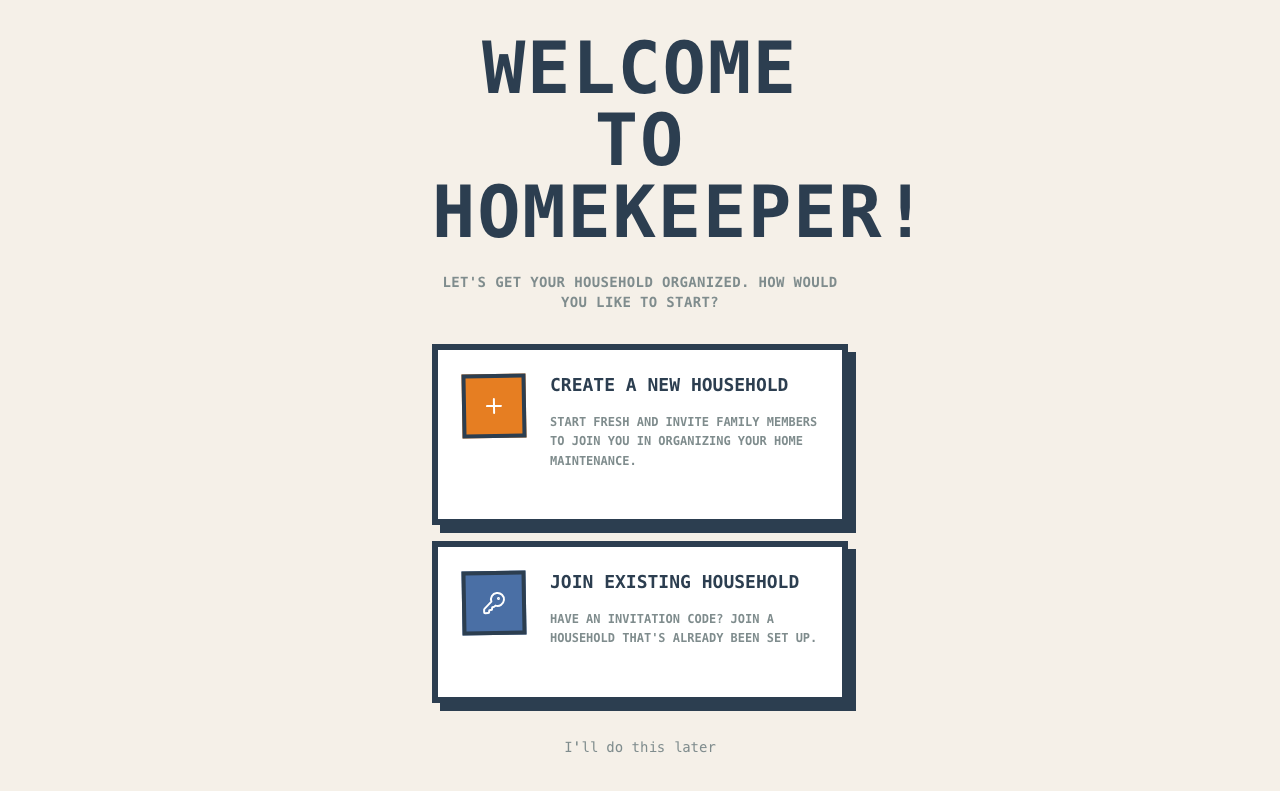 WELCOME
TO
HOMEKEEPER!
LET'S GET YOUR HOUSEHOLD ORGANIZED. HOW WOULD
YOU LIKE TO START?
CREATE A NEW HOUSEHOLD
START FRESH AND INVITE FAMILY MEMBERS
TO JOIN YOU IN ORGANIZING YOUR HOME
MAINTENANCE.
JOIN EXISTING HOUSEHOLD
HAVE AN INVITATION CODE? JOIN A
HOUSEHOLD THAT'S ALREADY BEEN SET UP.
I'll do this later